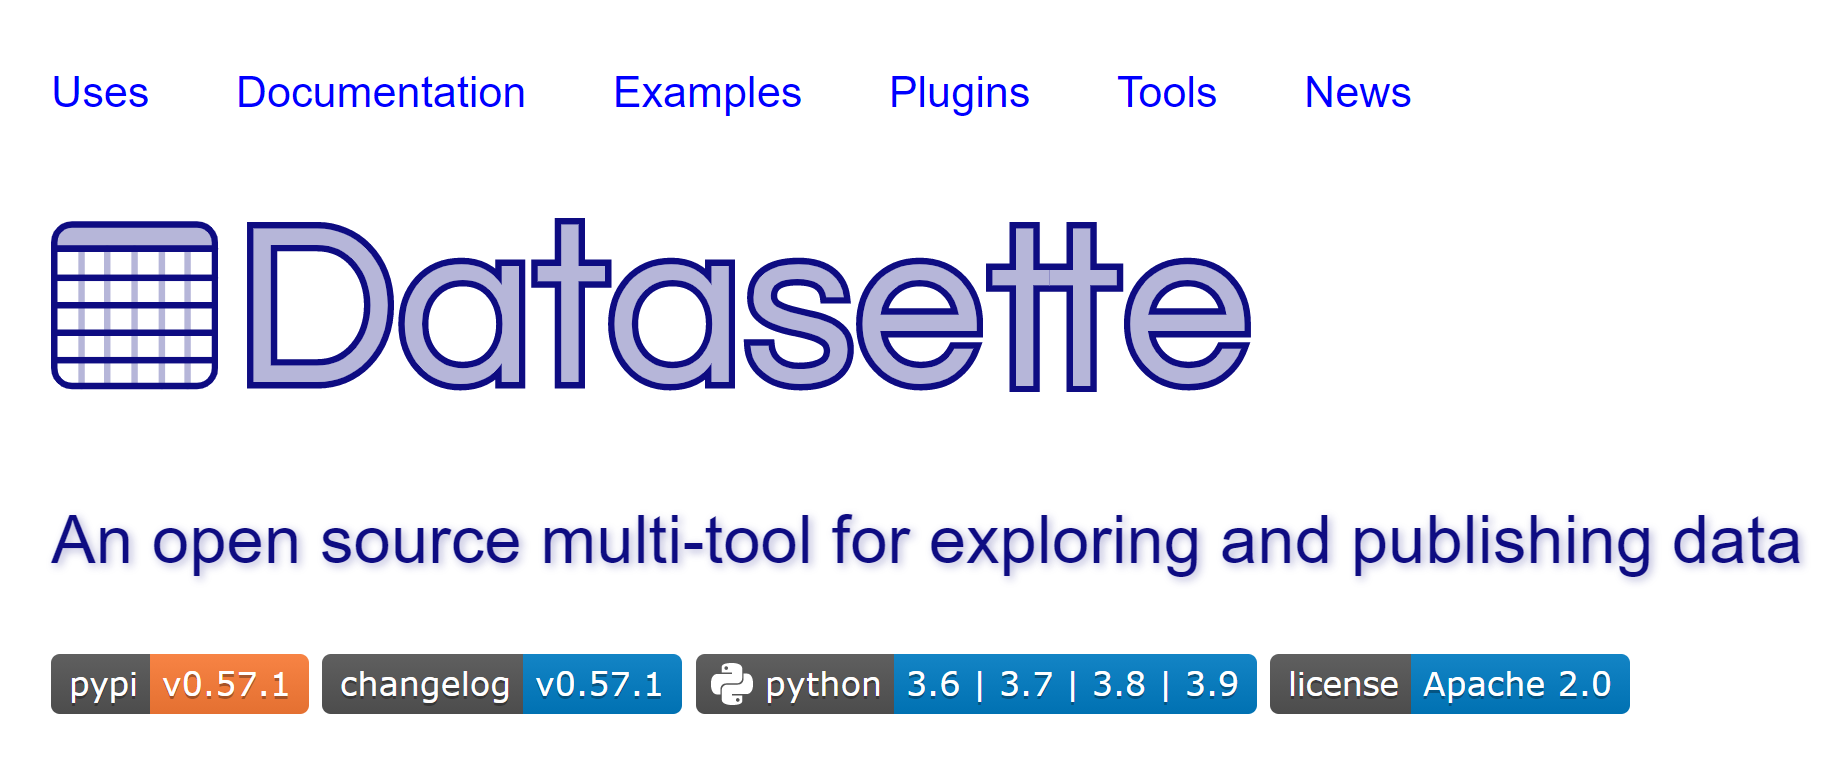 Uses Documentation Examples Plugins Tools News
Datasette
An open source multi-tool for exploring and publishing data
pypi v0.57.1 changelog v0.57.1 python 3.6 | 3.7 | 3.8 | 3.9 license Apache 2.0